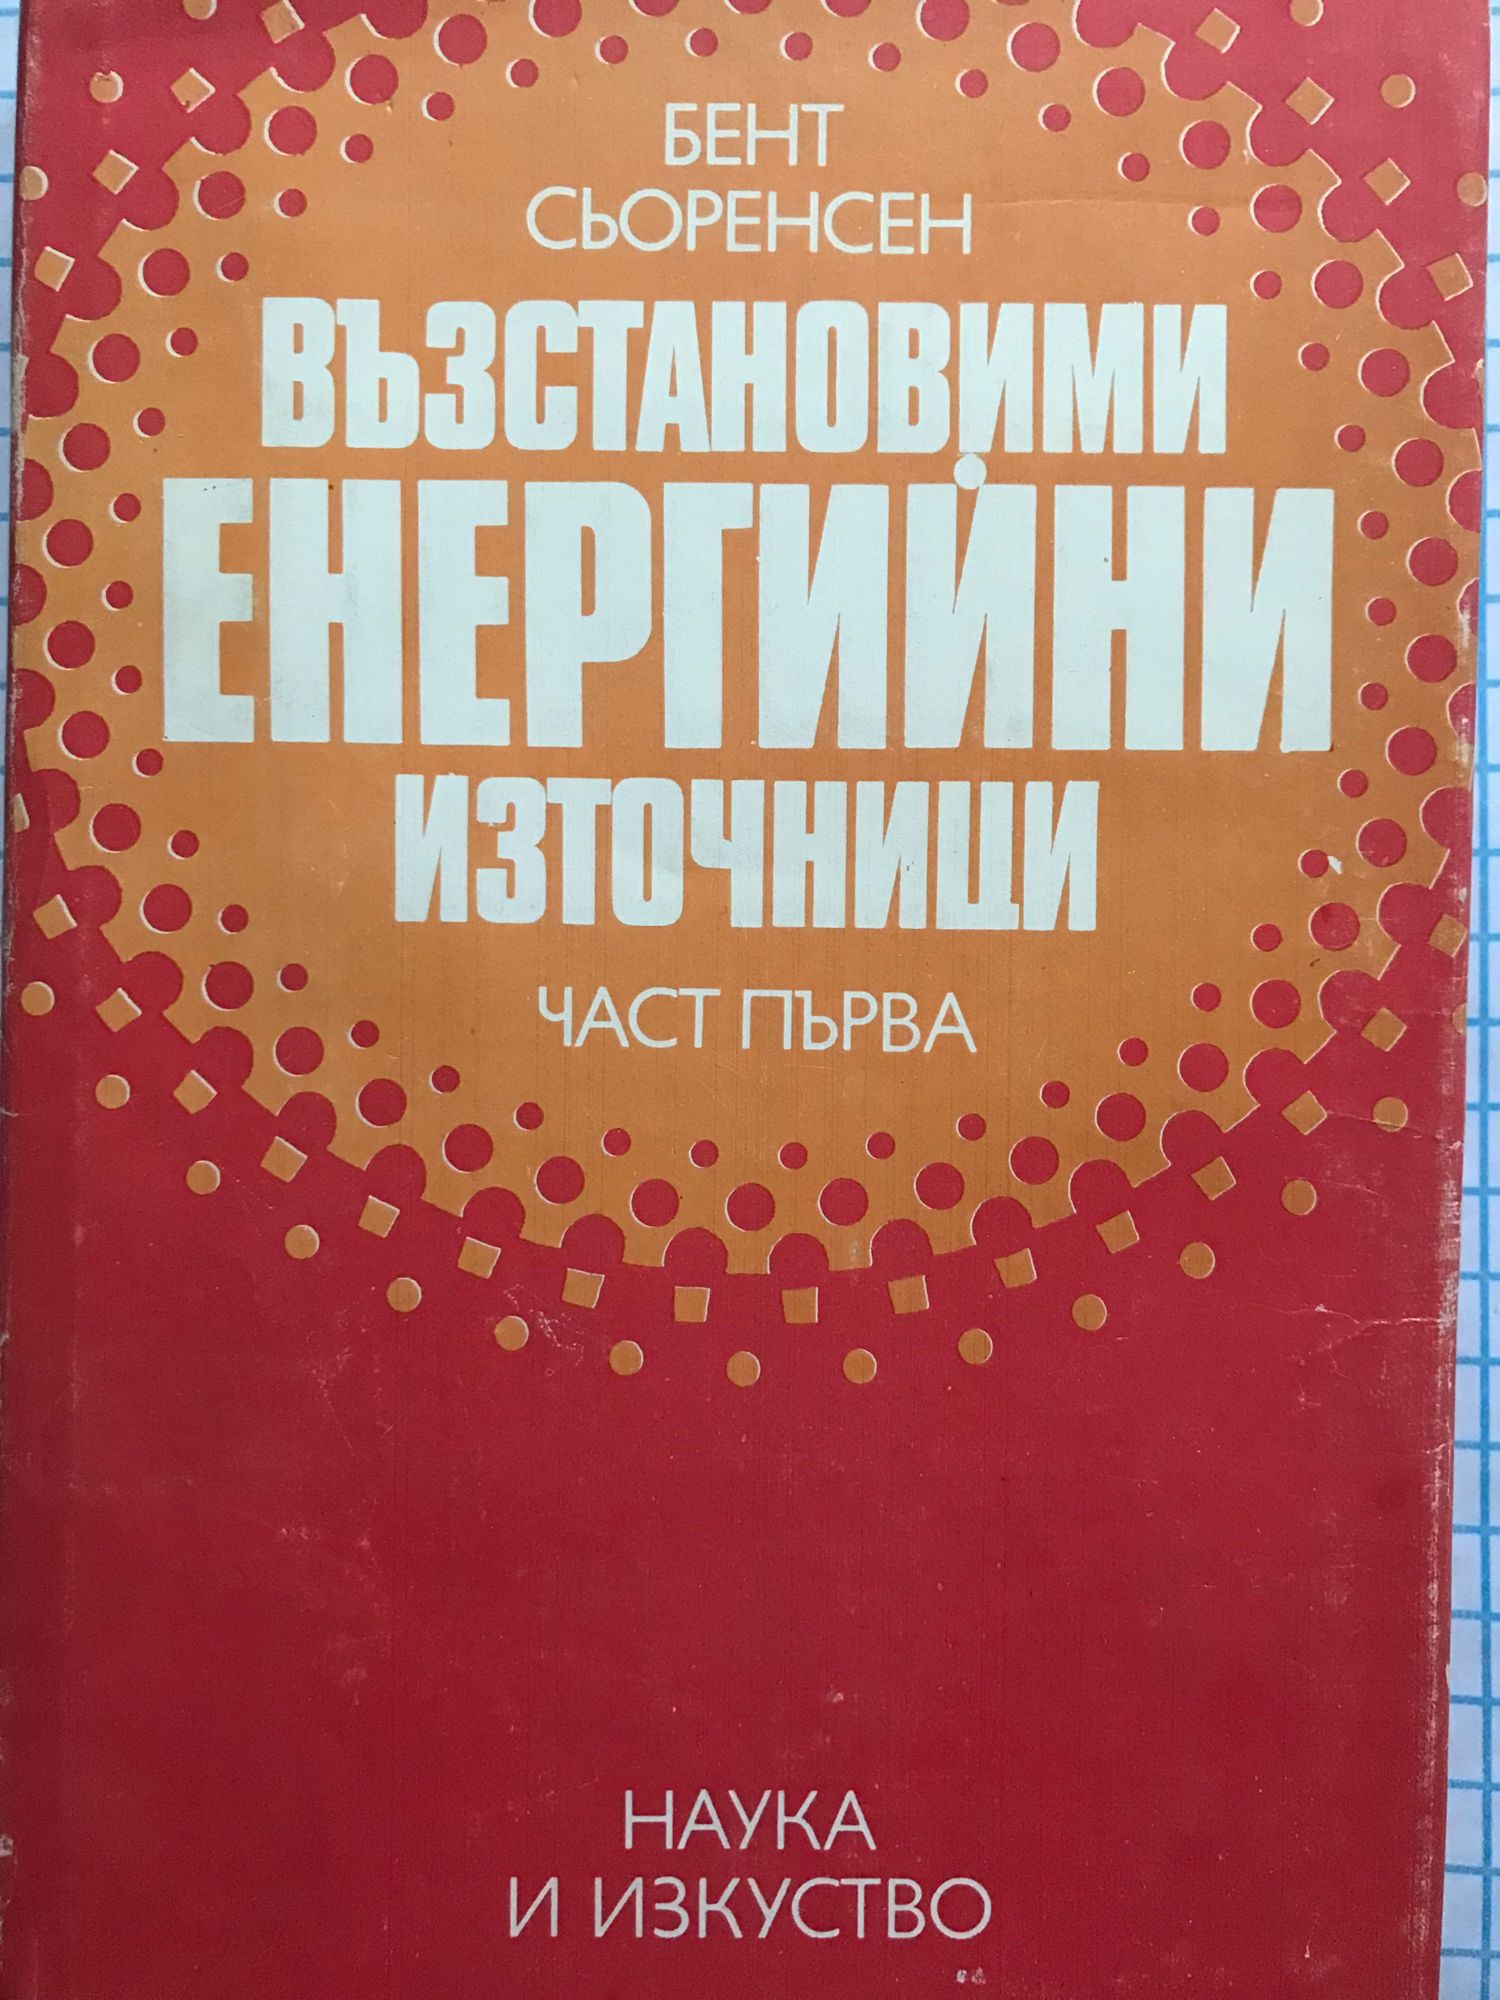 БЕНТ
СЬОРЕНСЕН
ВЪЗСТАНОВИМИ
ЕНЕРГИЙНИ
ИЗТОЧНИЦИ
ЧАСТ ПЪРВА
НАУКА
И ИЗКУСТВО